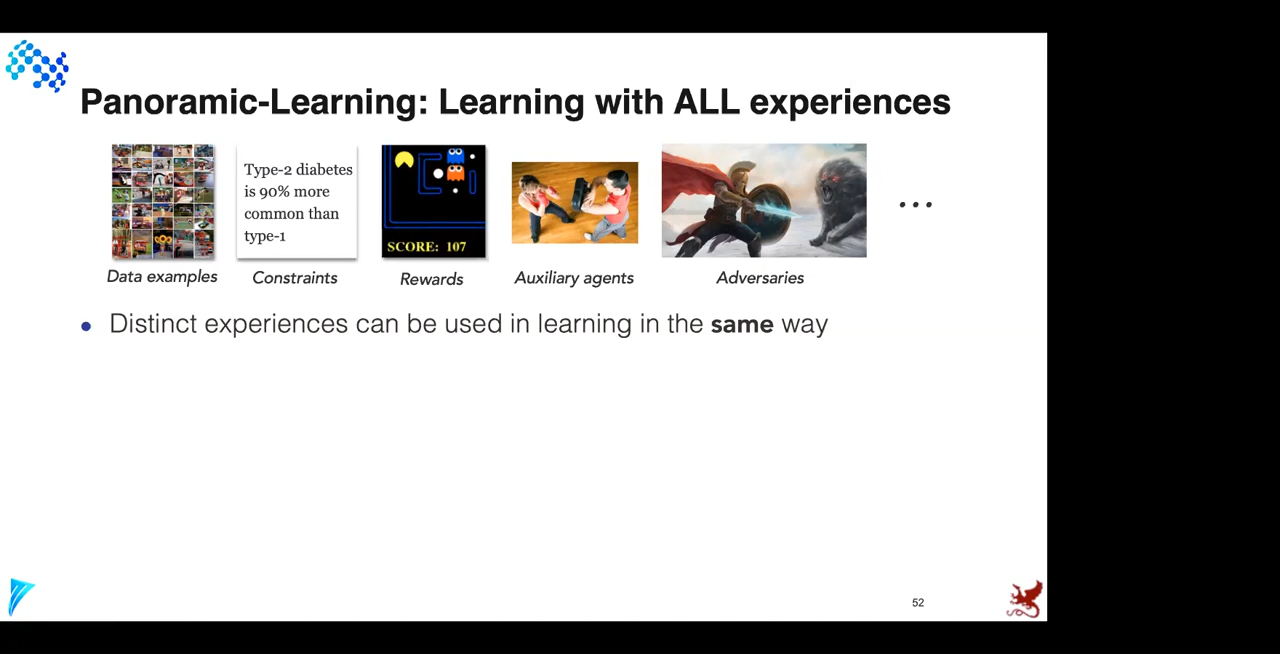 Panoramic-Learning: Learning with ALL experiences
Type-2 diabetes
is 90% more
common than
type-1
SCORE: 107
...
Data examples
Constraints
Rewards
Auxiliary agents
Adversaries
• Distinct experiences can be used in learning in the same way
52